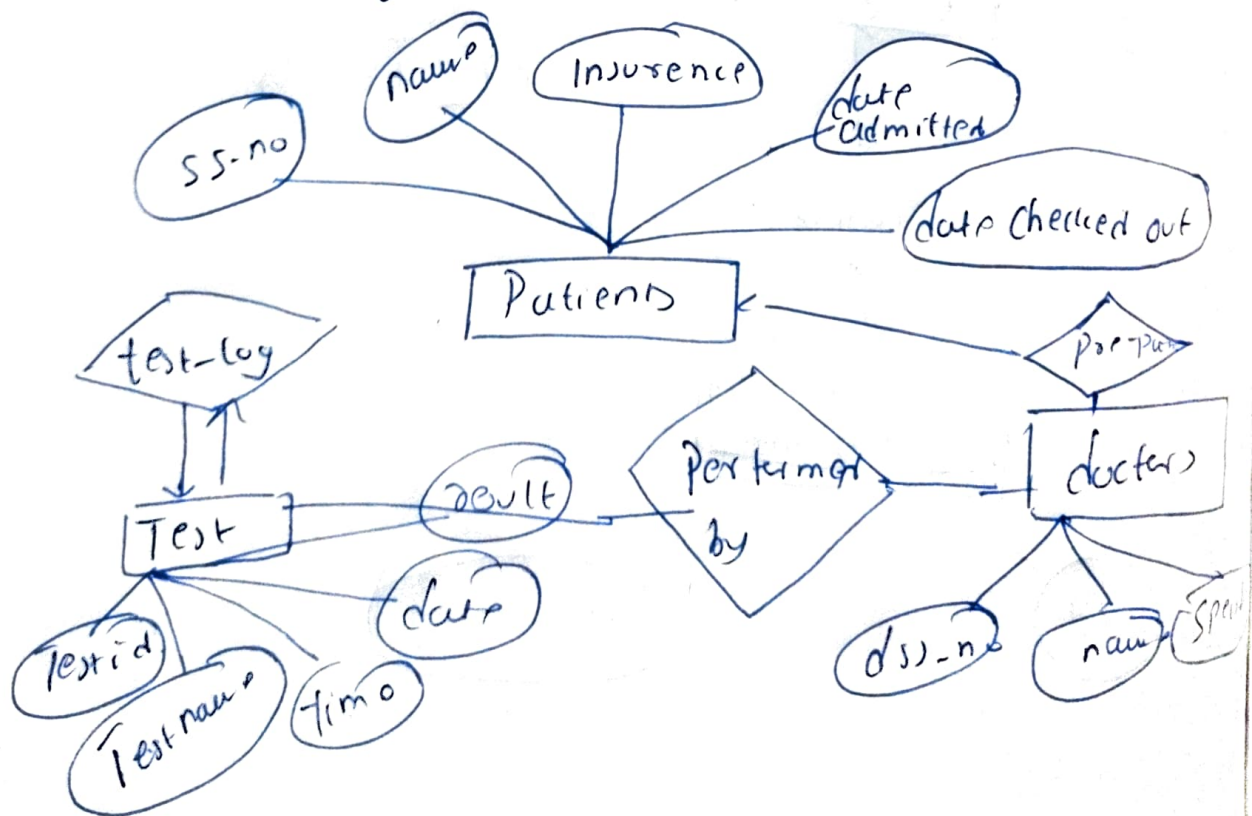 name
Insurence
date
admitted
ss-no
date checked out
Patients
test-log
doctors
Performed
by
result
Test
date
Testid
Testname
time
dss_no
name